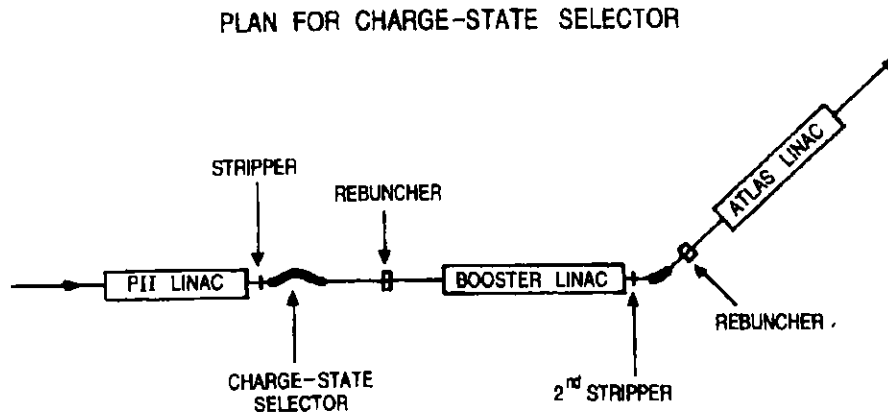 PLAN FOR CHARGE-STATE SELECTOR
STRIPPER
REBUNCHER
ATLAS LINAC
PII LINAC
BOOSTER LINAC
REBUNCHER
CHARGE-STATE
SELECTOR
2nd STRIPPER